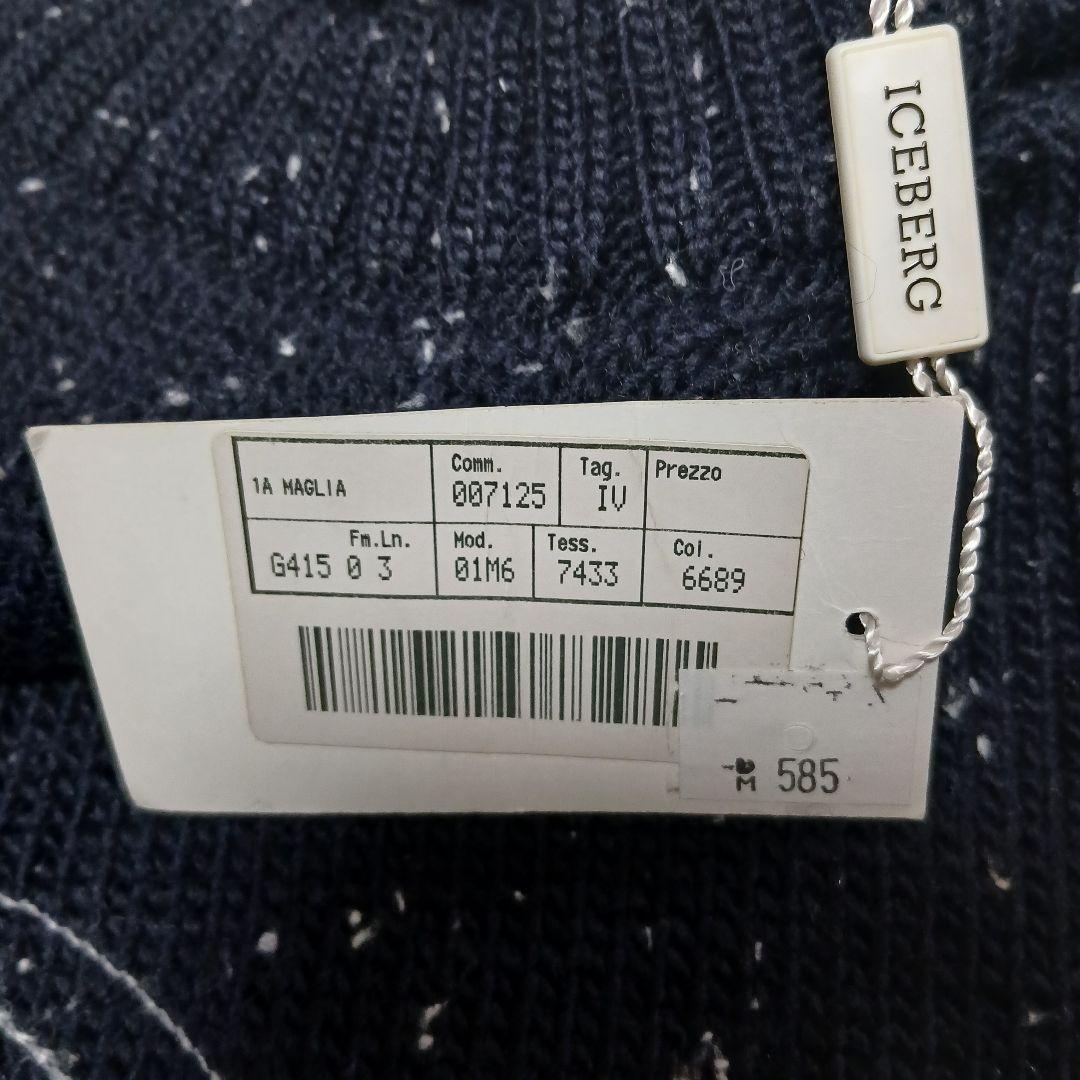 ICEBERG
1A MAGLIA
Comm.
007125
Tag.
IV
Prezzo
Fm.Ln.
G415 0 3
Mod.
01M6
Tess.
7433
Col.
6689
DM 585